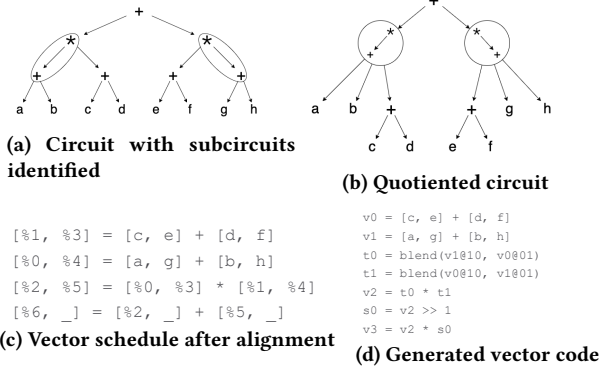 +
* *
+ + + +
a b c d e f g h
(a) Circuit with subcircuits
identified
+
* *
+ +
a b + + g h
c d e f
(b) Quotiented circuit
[%1, %3] = [c, e] + [d, f]
[%0, %4] = [a, g] + [b, h]
[%2, %5] = [%0, %3] * [%1, %4]
[%6, _] = [%2, _] + [%5, _]
(c) Vector schedule after alignment
v0 = [c, e] + [d, f]
v1 = [a, g] + [b, h]
t0 = blend(v1@10, v0@01)
t1 = blend(v0@10, v1@01)
v2 = t0 * t1
s0 = v2 >> 1
v3 = v2 * s0
(d) Generated vector code